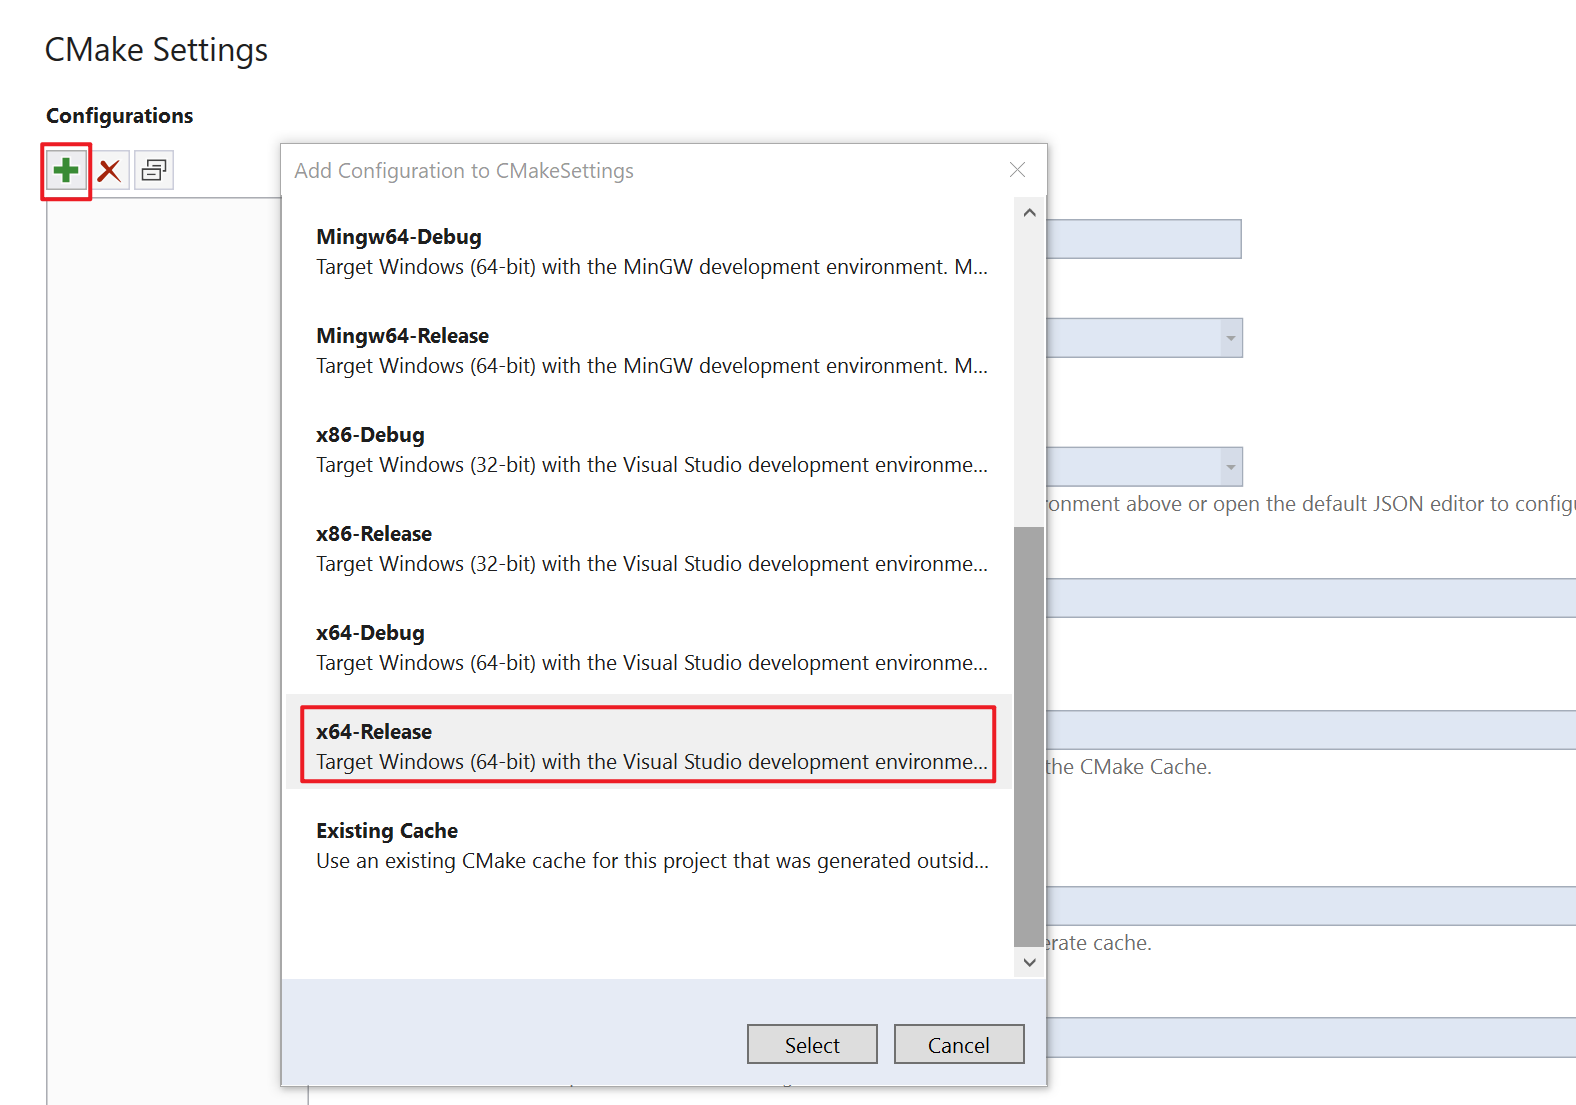 CMake Settings
Configurations
Add Configuration to CMakeSettings
Mingw64-Debug
Target Windows (64-bit) with the MinGW development environment. M...
Mingw64-Release
Target Windows (64-bit) with the MinGW development environment. M...
x86-Debug
Target Windows (32-bit) with the Visual Studio development environme...
onment above or open the default JSON editor to config
x86-Release
Target Windows (32-bit) with the Visual Studio development environme...
x64-Debug
Target Windows (64-bit) with the Visual Studio development environme...
x64-Release
Target Windows (64-bit) with the Visual Studio development environme...
the CMake Cache.
Existing Cache
Use an existing CMake cache for this project that was generated outsid...
erate cache.
Select
Cancel